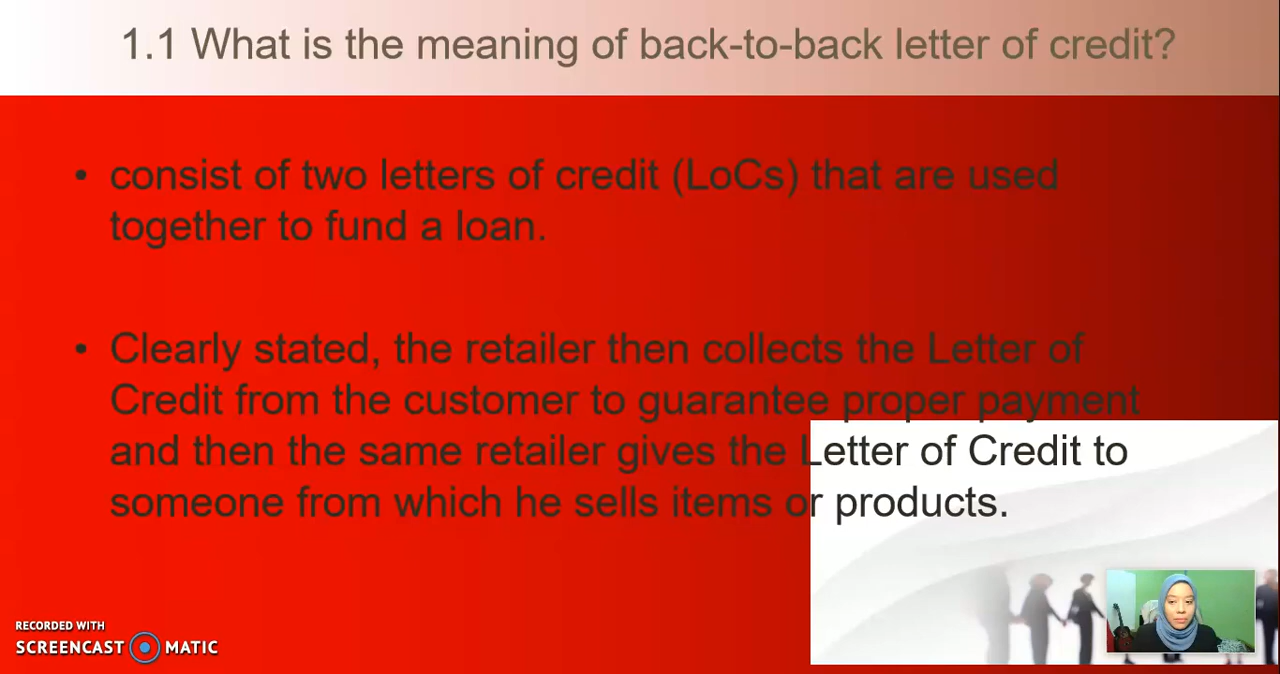 1.1 What is the meaning of back-to-back letter of credit?
• consist of two letters of credit (LoCs) that are used
together to fund a loan.
• Clearly stated, the retailer then collects the Letter of
Credit from the customer to guarantee proper payment
and then the same retailer gives the Letter of Credit to
someone from which he sells items or products.
RECORDED WITH
SCREENCAST MATIC